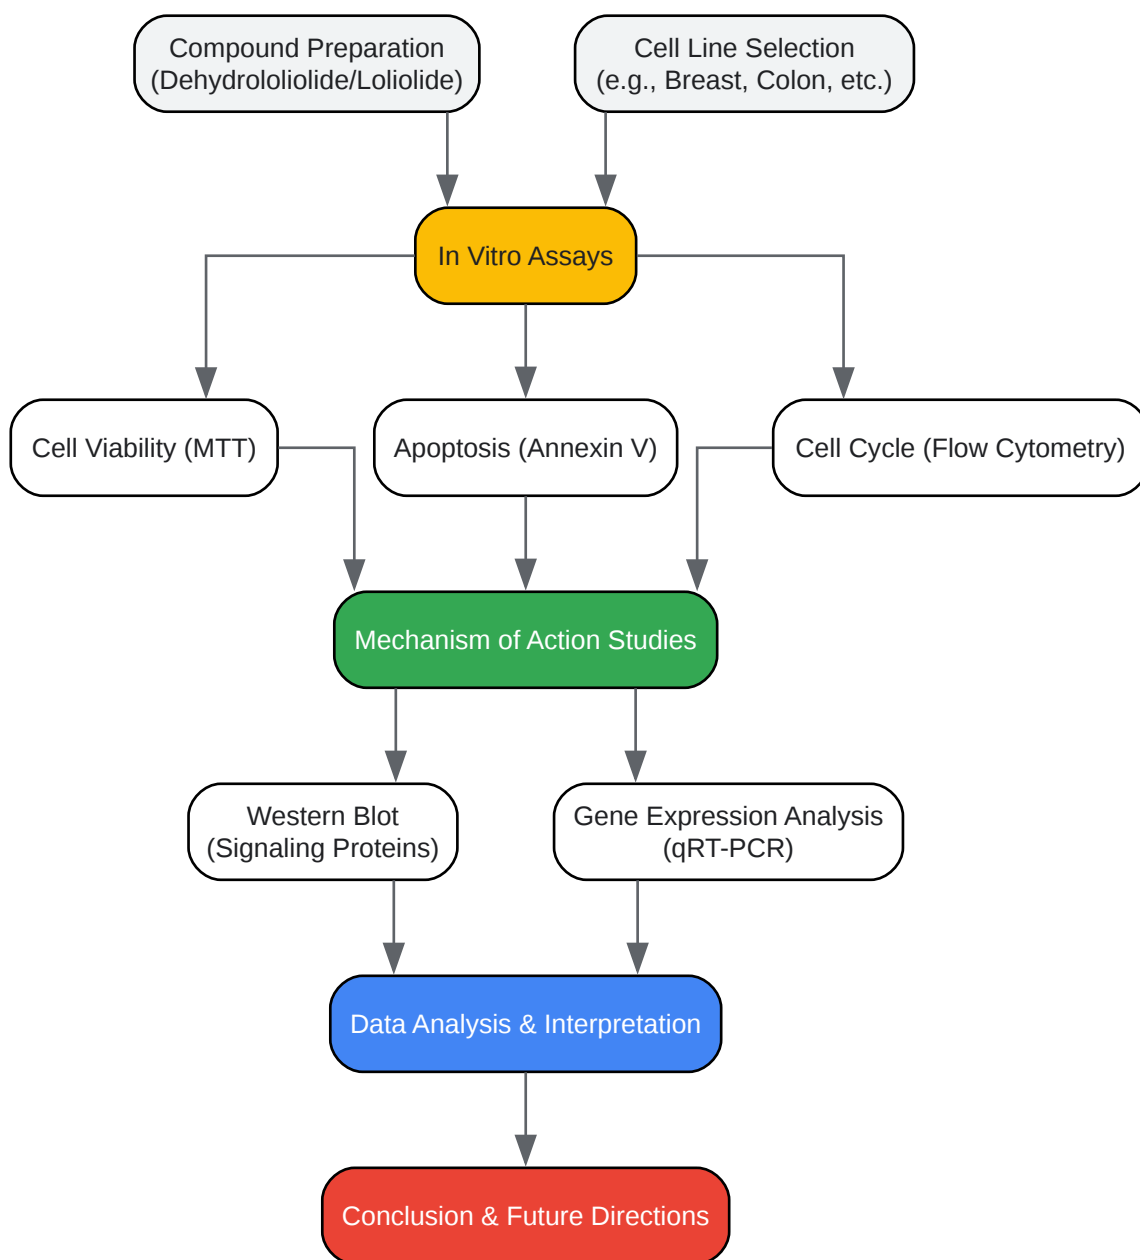 Compound Preparation
(Dehydrololiolide/Loliolide)
Cell Line Selection
(e.g., Breast, Colon, etc.)
In Vitro Assays
Cell Viability (MTT)
Apoptosis (Annexin V)
Cell Cycle (Flow Cytometry)
Mechanism of Action Studies
Western Blot
(Signaling Proteins)
Gene Expression Analysis
(qRT-PCR)
Data Analysis & Interpretation
Conclusion & Future Directions